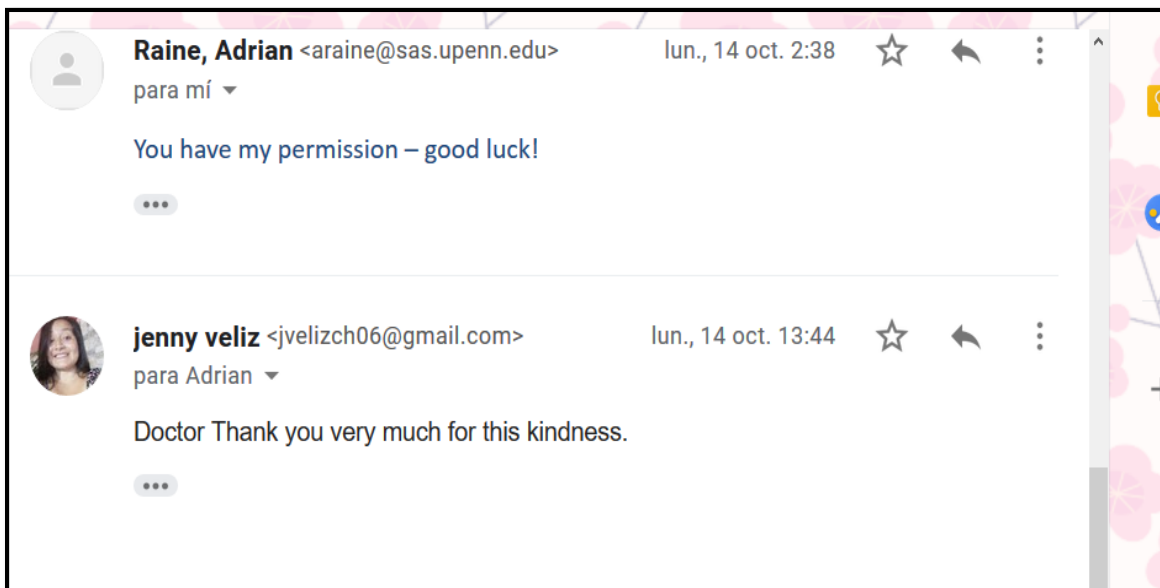 Raine, Adrian <araine@sas.upenn.edu> lun., 14 oct. 2:38
para mí
You have my permission – good luck!
jenny veliz <jvelizch06@gmail.com> lun., 14 oct. 13:44
para Adrian
Doctor Thank you very much for this kindness.